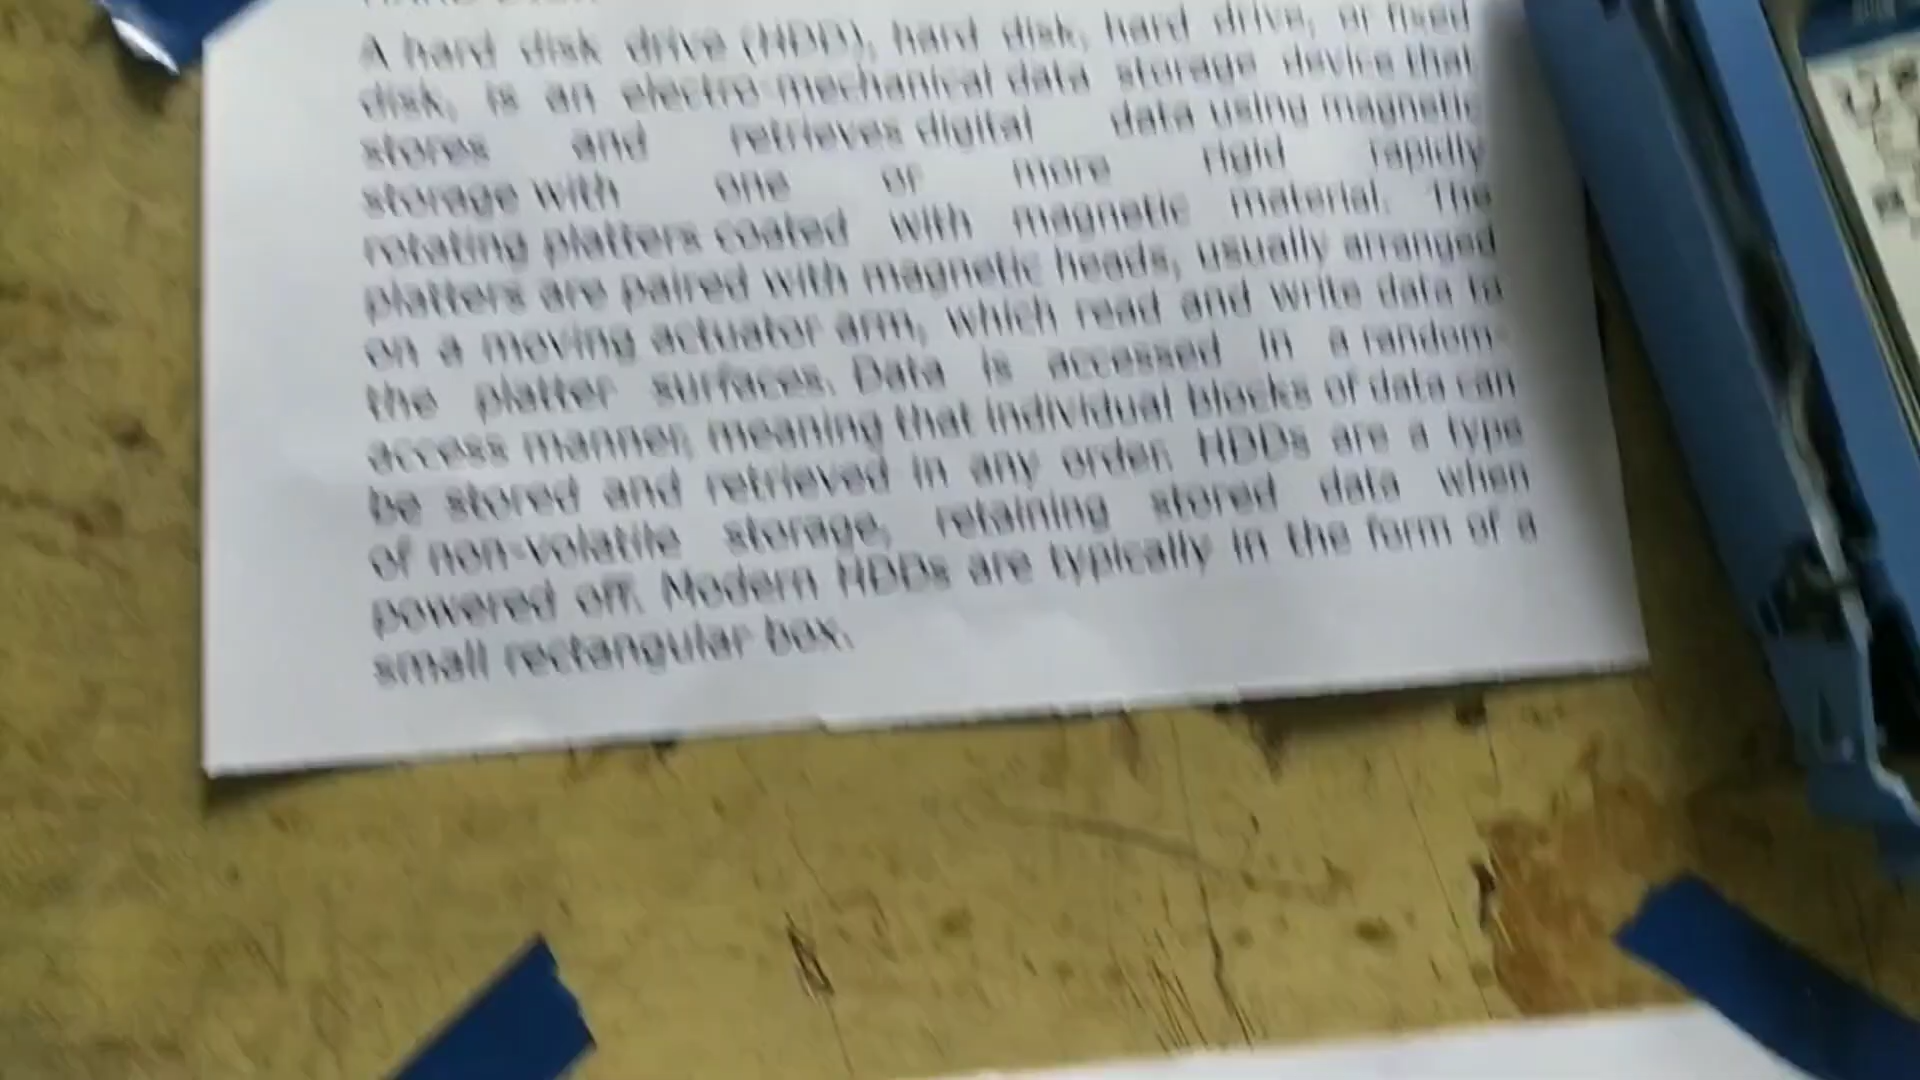 A hard disk drive (HDD), hard disk, hard drive, or fixed
disk, is an electro-mechanical data storage device that
stores and retrieves digital data using magnetic
storage with one or more rigid rapidly
rotating platters coated with magnetic material. The
platters are paired with magnetic heads, usually arranged
on a moving actuator arm, which read and write data to
the platter surfaces. Data is accessed in a random-
access manner, meaning that individual blocks of data can
be stored and retrieved in any order. HDDs are a type
of non-volatile storage, retaining stored data when
powered off. Modern HDDs are typically in the form of a
small rectangular box.